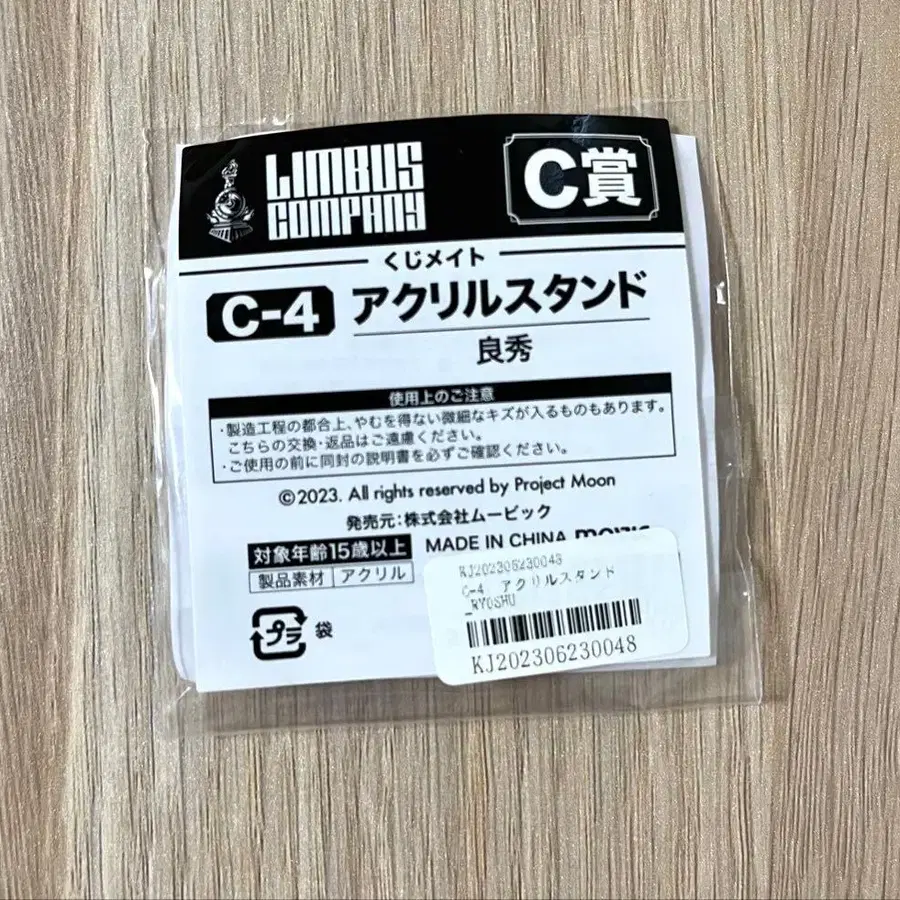 LIMBUS
COMPANY
C賞
くじメイト
C-4 アクリルスタンド
良秀
使用上のご注意
・製造工程の都合上、やむを得ない微細なキズが入るものもあります。
こちらの交換・返品はご遠慮ください。
・ご使用の前に同封の説明書を必ずご確認ください。
©2023. All rights reserved by Project Moon
発売元：株式会社ムービック
対象年齢15歳以上
MADE IN CHINA movic
製品素材 アクリル
プラ 袋
KJ202306230048
C-4 アクリルスタンド
_RYOSHU
KJ202306230048